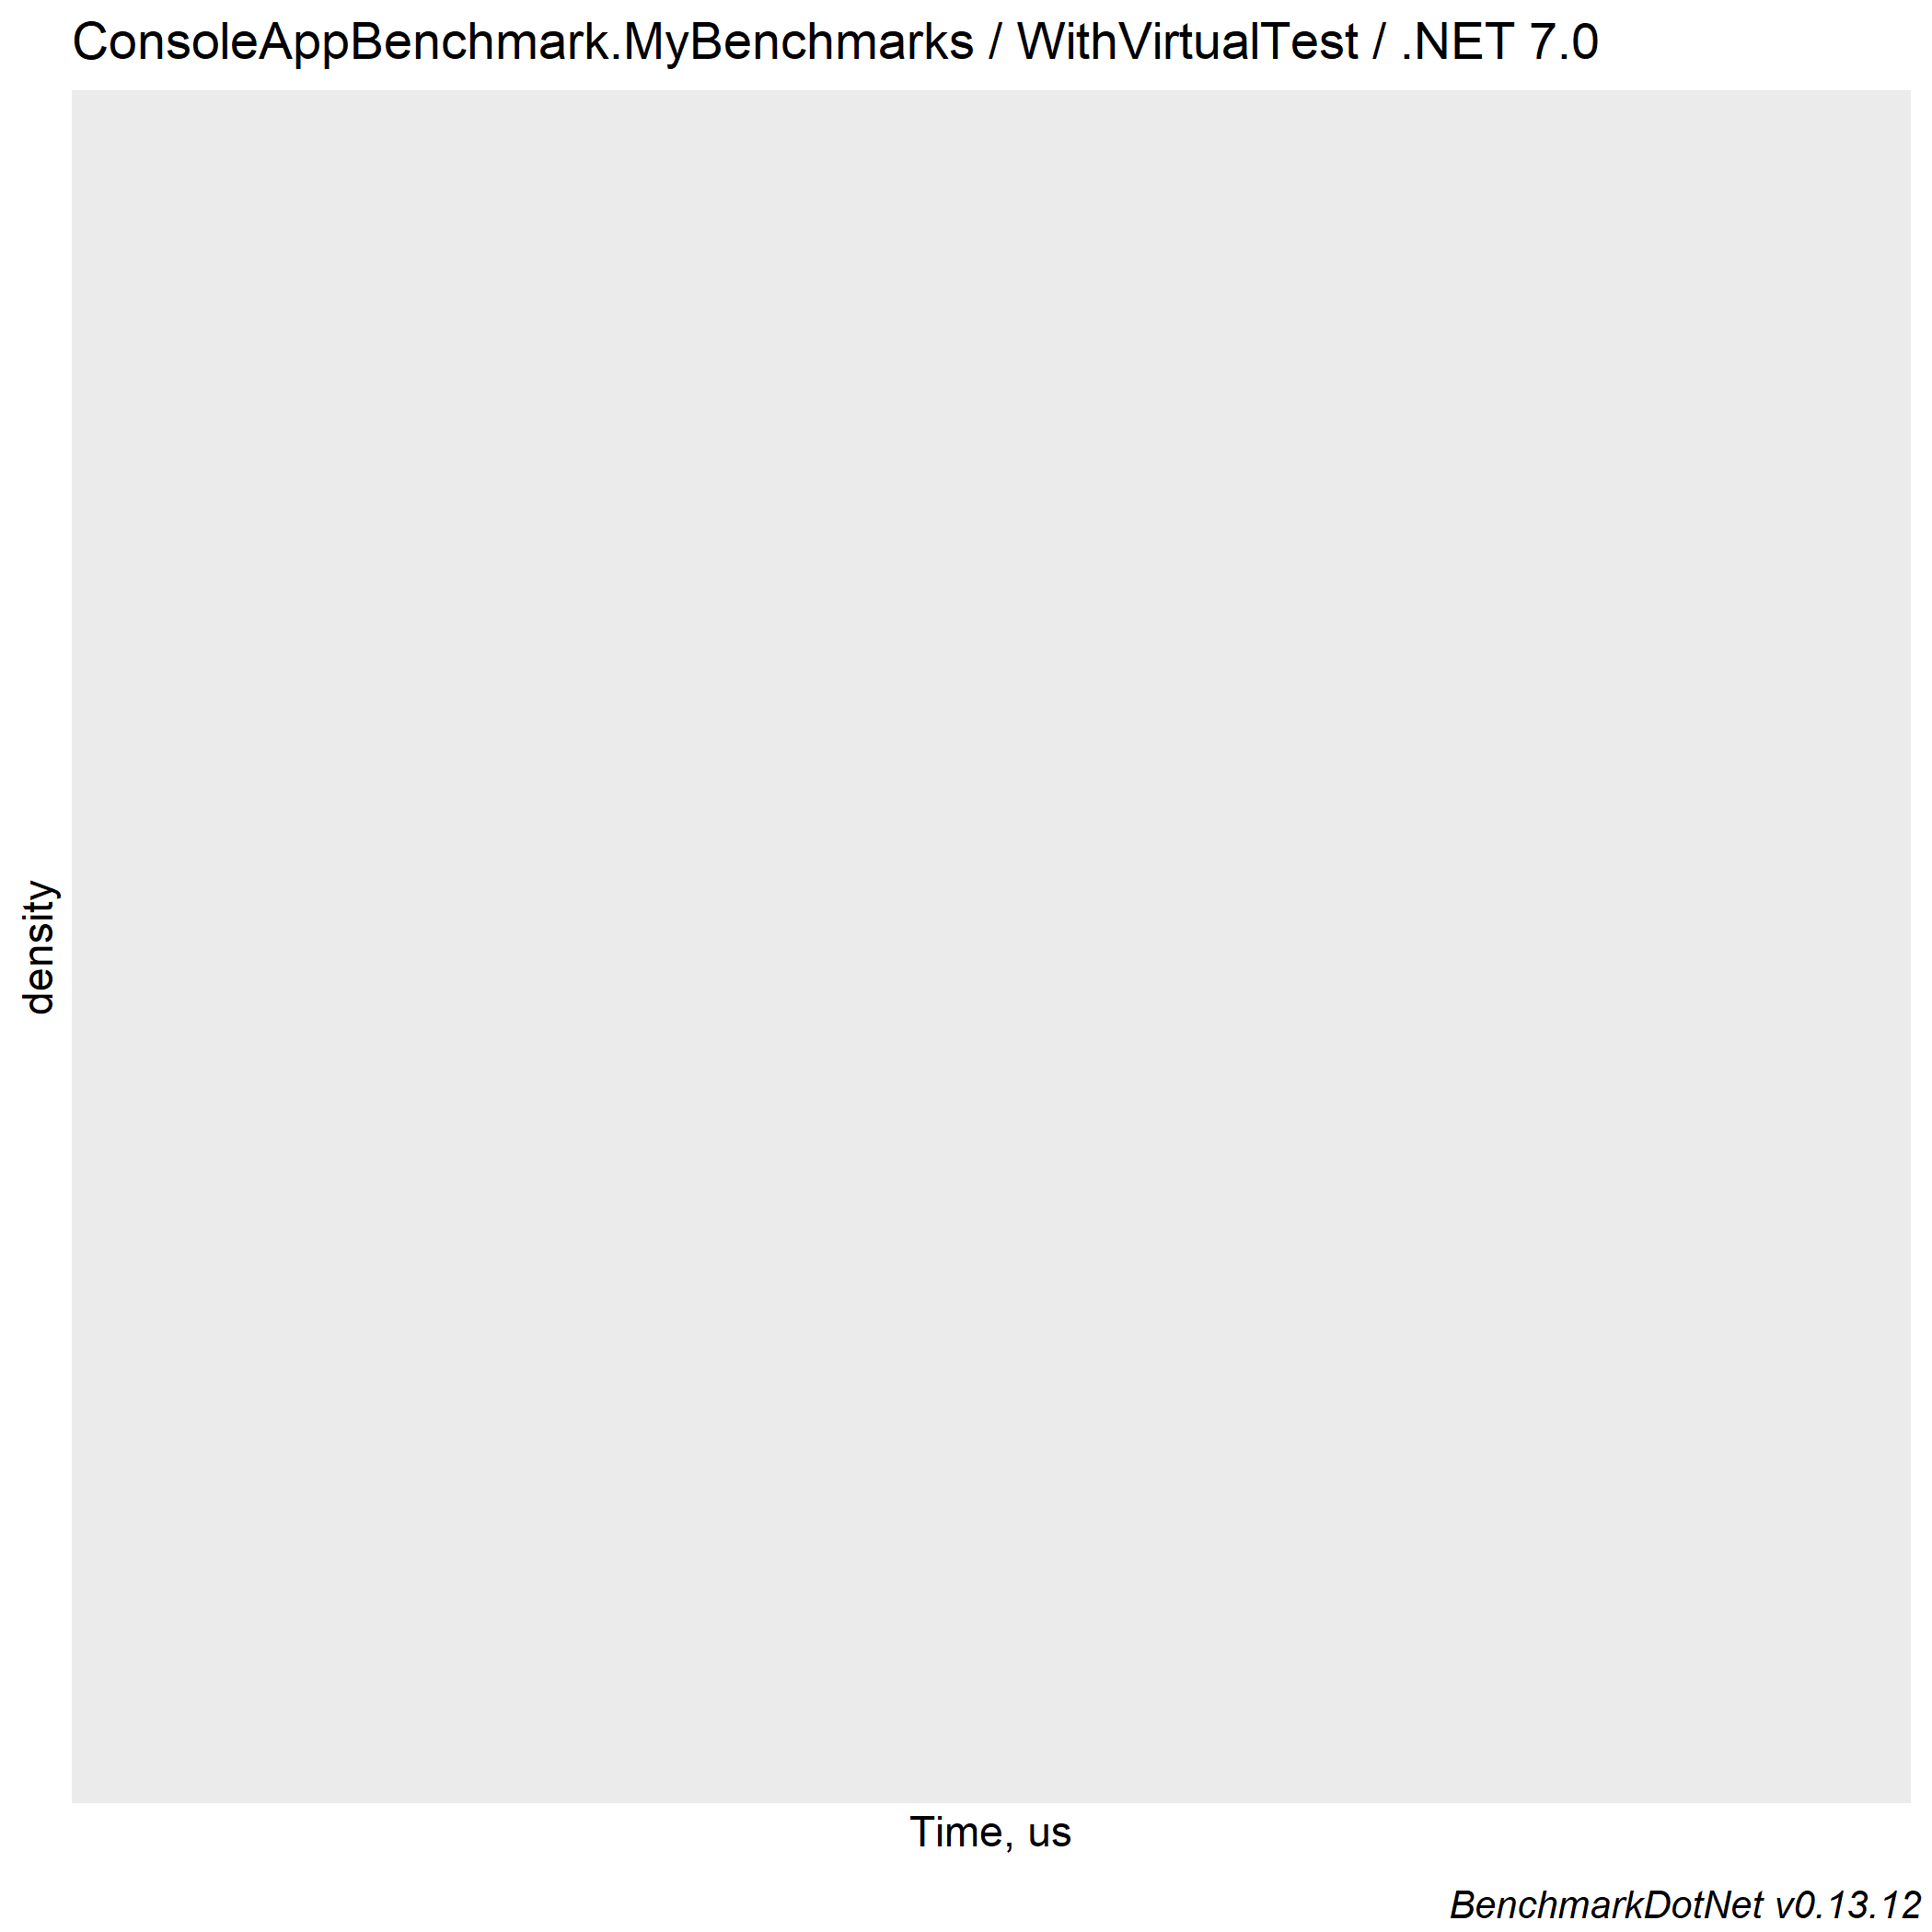 ConsoleAppBenchmark.MyBenchmarks / WithVirtualTest / .NET 7.0
density
Time, us
BenchmarkDotNet v0.13.12